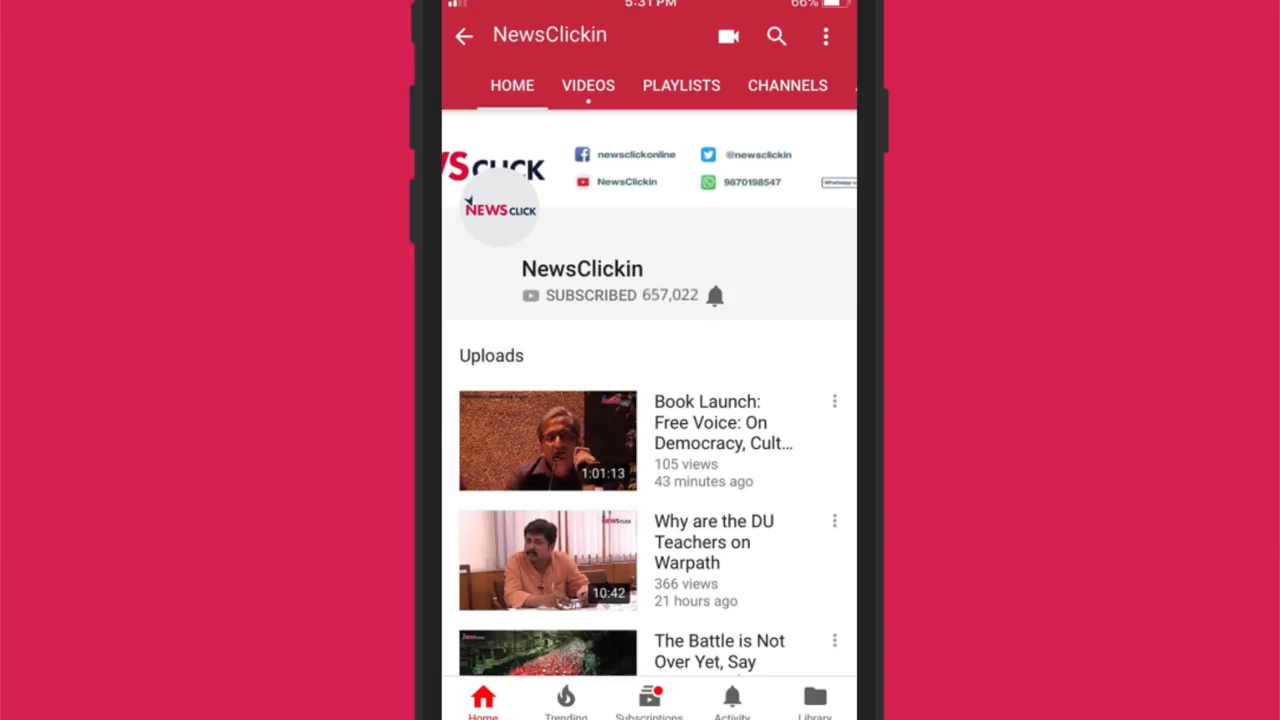 5:31 PM
66%
NewsClickin
HOME VIDEOS PLAYLISTS CHANNELS
CLICK
newsclickonline @newsclickin
NewsClickin 9870198547
Whatsapp
NEWSCLICK
NewsClickin
SUBSCRIBED 657,022
Uploads
Book Launch:
Free Voice: On
Democracy, Cult...
105 views
43 minutes ago
1:01:13
Why are the DU
Teachers on
Warpath
366 views
21 hours ago
NEWSCLICK
10:42
The Battle is Not
Over Yet, Say
Home Trending Subscriptions Activity Library